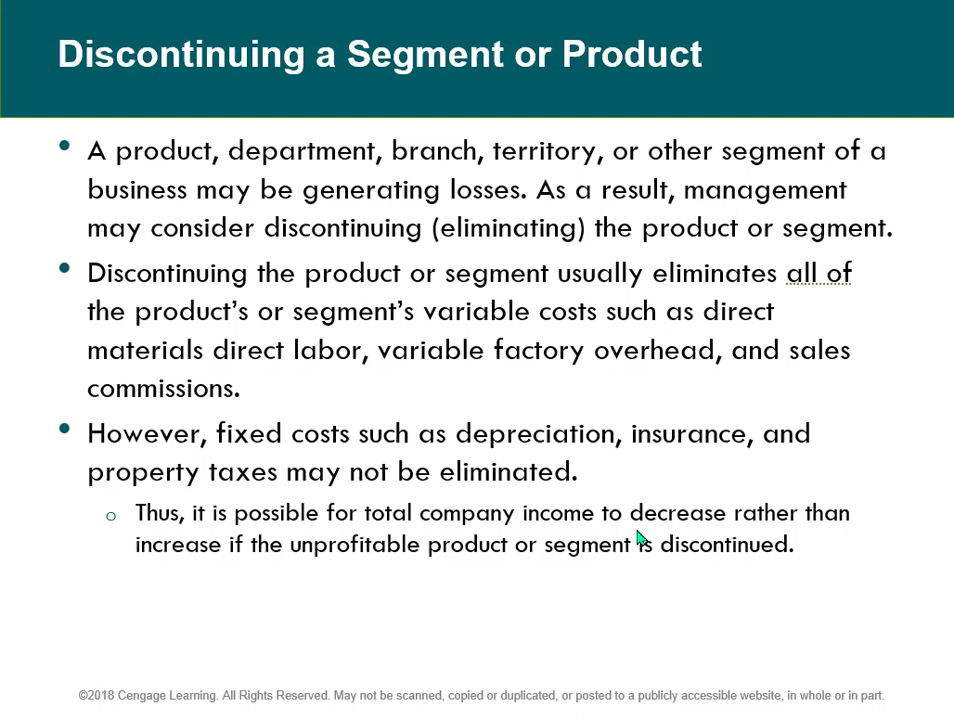 Discontinuing a Segment or Product
• A product, department, branch, territory, or other segment of a
business may be generating losses. As a result, management
may consider discontinuing (eliminating) the product or segment.
• Discontinuing the product or segment usually eliminates all of
the product’s or segment’s variable costs such as direct
materials direct labor, variable factory overhead, and sales
commissions.
• However, fixed costs such as depreciation, insurance, and
property taxes may not be eliminated.
o Thus, it is possible for total company income to decrease rather than
increase if the unprofitable product or segment is discontinued.
©2018 Cengage Learning. All Rights Reserved. May not be scanned, copied or duplicated, or posted to a publicly accessible website, in whole or in part.